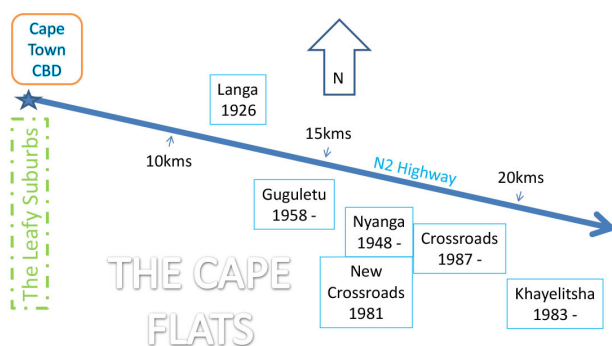 Cape
Town
CBD
N
Langa
1926
The Leafy Suburbs
10kms
15kms
N2 Highway
20kms
Guguletu
1958 -
Nyanga
1948 -
Crossroads
1987 -
New
Crossroads
1981
Khayelitsha
1983 -
THE CAPE
FLATS